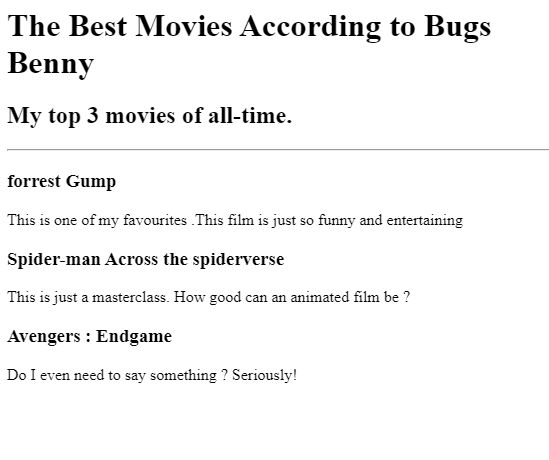 The Best Movies According to Bugs
Benny
My top 3 movies of all-time.
forrest Gump
This is one of my favourites .This film is just so funny and entertaining
Spider-man Across the spiderverse
This is just a masterclass. How good can an animated film be ?
Avengers : Endgame
Do I even need to say something ? Seriously!